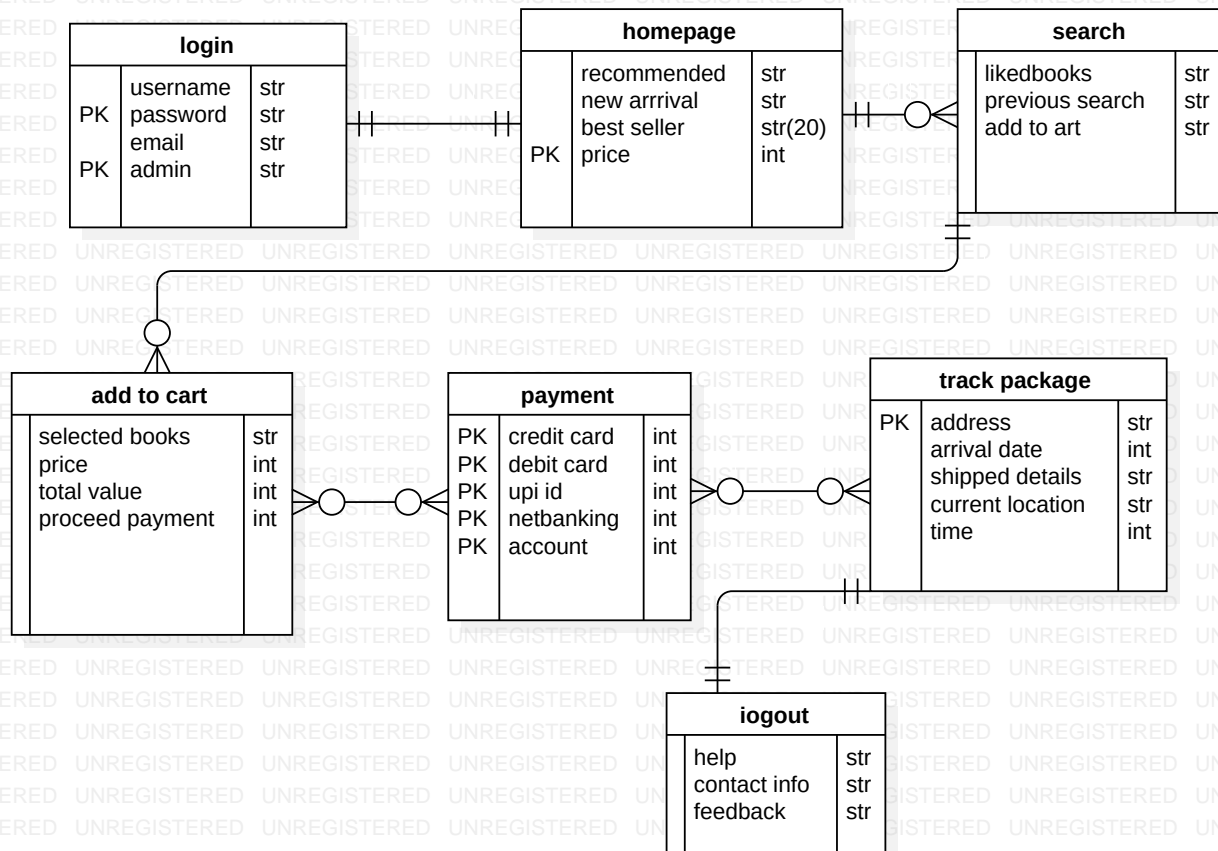 login
username str
PK password str
email str
PK admin str
homepage
recommended str
new arrrival str
best seller str(20)
PK price int
search
likedbooks str
previous search str
add to art str
add to cart
selected books str
price int
total value int
proceed payment int
payment
PK credit card int
PK debit card int
PK upi id int
PK netbanking int
PK account int
track package
PK address str
arrival date int
shipped details str
current location str
time int
iogout
help str
contact info str
feedback str
UNREGISTERED